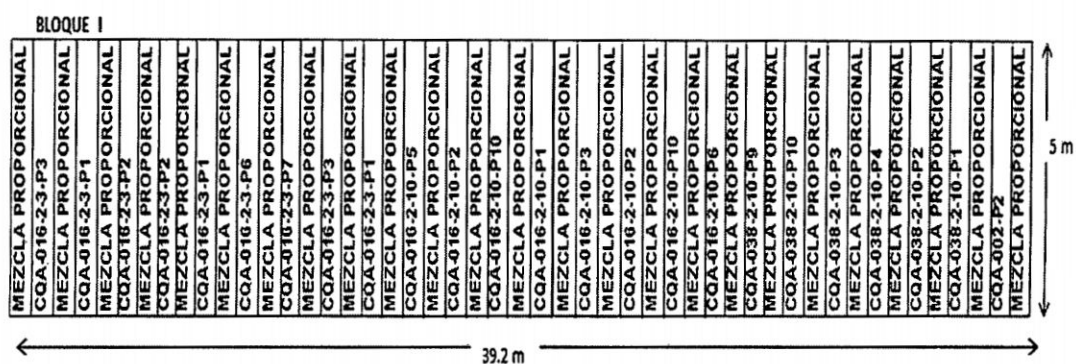 BLOQUE I
MEZCLA PROPORCIONAL
CQA-016-2-3-P3
MEZCLA PROPORCIONAL
CQA-016-2-3-P1
MEZCLA PROPORCIONAL
CQA-016-2-3-P2
MEZCLA PROPORCIONAL
CQA-016-2-3-P2
MEZCLA PROPORCIONAL
CQA-016-2-3-P1
MEZCLA PROPORCIONAL
CQA-016-2-3-P6
MEZCLA PROPORCIONAL
CQA-016-2-3-P7
MEZCLA PROPORCIONAL
CQA-016-2-3-P3
MEZCLA PROPORCIONAL
CQA-016-2-3-P1
MEZCLA PROPORCIONAL
CQA-016-2-10-P5
MEZCLA PROPORCIONAL
CQA-016-2-10-P2
MEZCLA PROPORCIONAL
CQA-016-2-10-P10
MEZCLA PROPORCIONAL
CQA-016-2-10-P1
MEZCLA PROPORCIONAL
CQA-016-2-10-P3
MEZCLA PROPORCIONAL
CQA-016-2-10-P2
MEZCLA PROPORCIONAL
CQA-016-2-10-P10
MEZCLA PROPORCIONAL
CQA-016-2-10-P6
MEZCLA PROPORCIONAL
CQA-038-2-10-P9
MEZCLA PROPORCIONAL
CQA-038-2-10-P10
MEZCLA PROPORCIONAL
CQA-038-2-10-P3
MEZCLA PROPORCIONAL
CQA-038-2-10-P4
MEZCLA PROPORCIONAL
CQA-038-2-10-P2
MEZCLA PROPORCIONAL
CQA-038-2-10-P1
MEZCLA PROPORCIONAL
CQA-002-P2
MEZCLA PROPORCIONAL
5 m
39.2 m